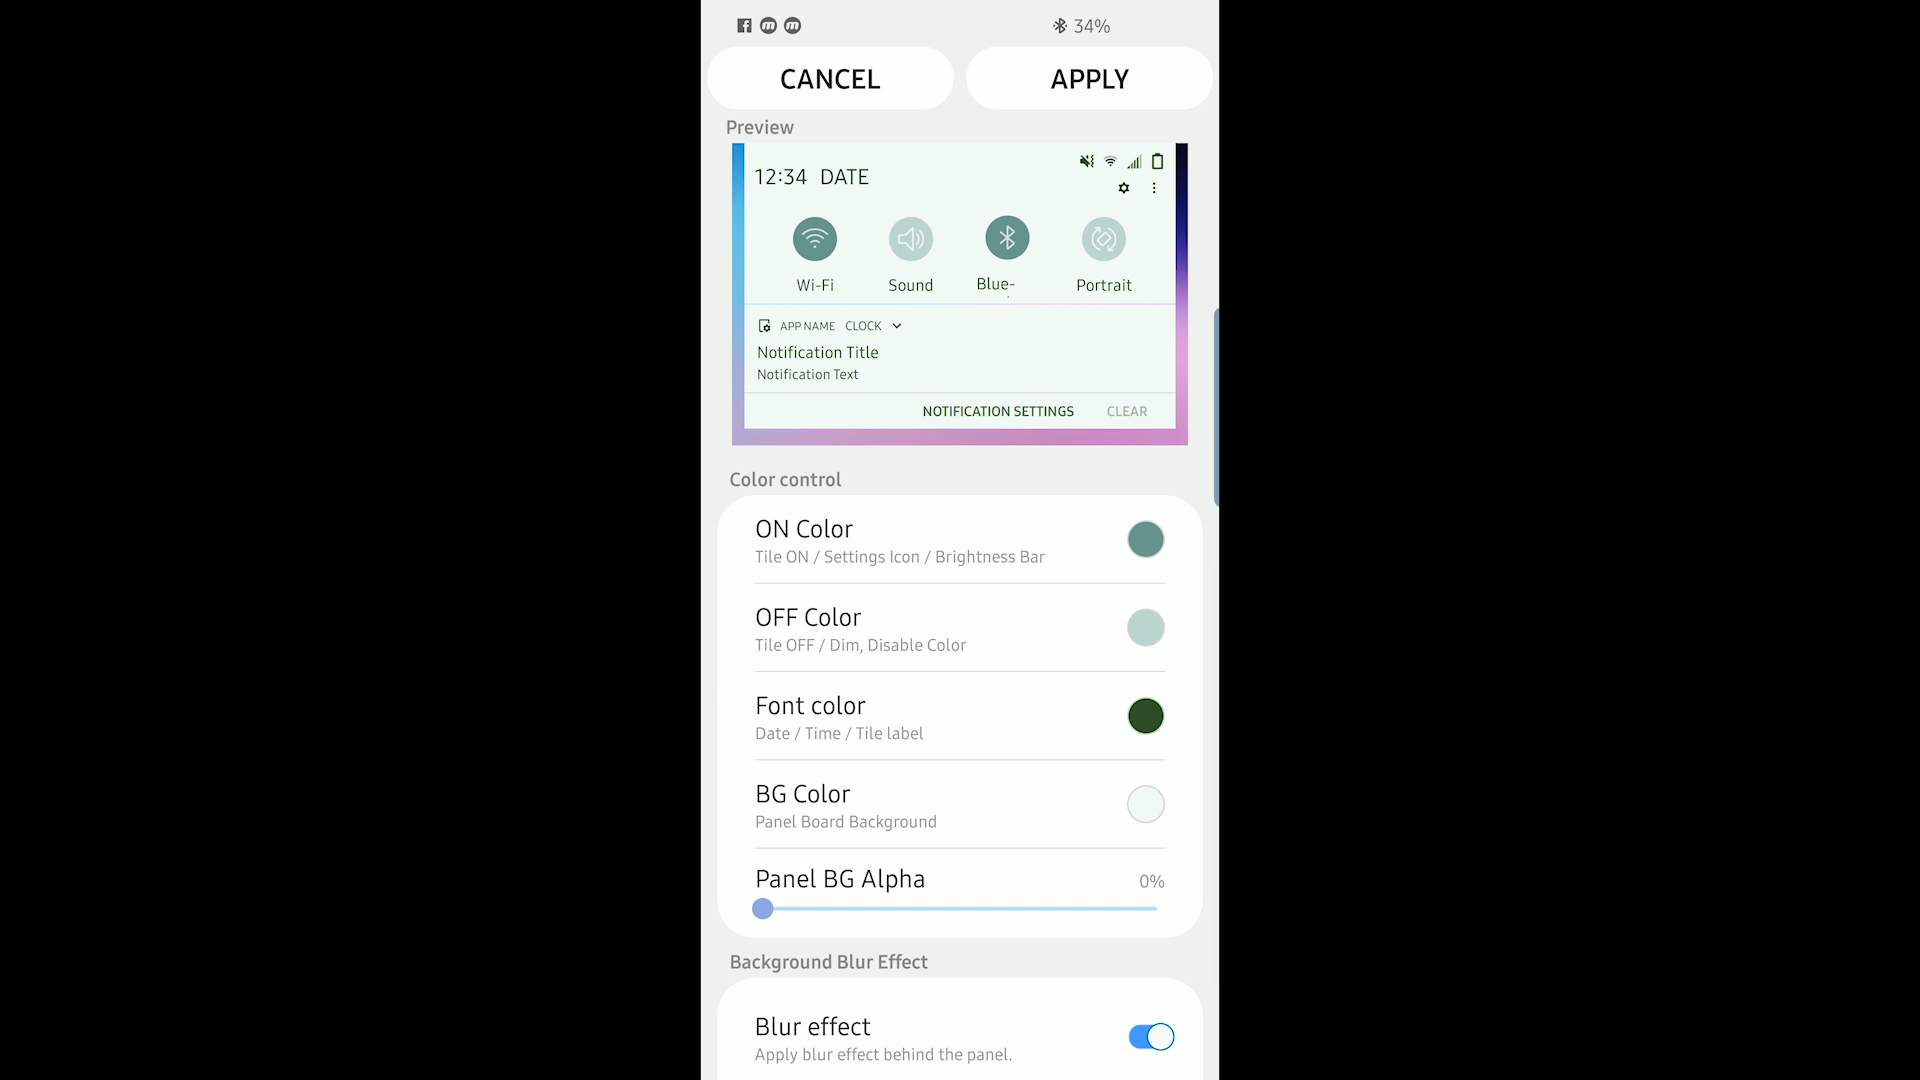 34%
CANCEL APPLY
Preview
12:34 DATE
Wi-Fi Sound Blue- Portrait
APP NAME CLOCK
Notification Title
Notification Text
NOTIFICATION SETTINGS CLEAR
Color control
ON Color
Tile ON / Settings Icon / Brightness Bar
OFF Color
Tile OFF / Dim, Disable Color
Font color
Date / Time / Tile label
BG Color
Panel Board Background
Panel BG Alpha 0%
Background Blur Effect
Blur effect
Apply blur effect behind the panel.